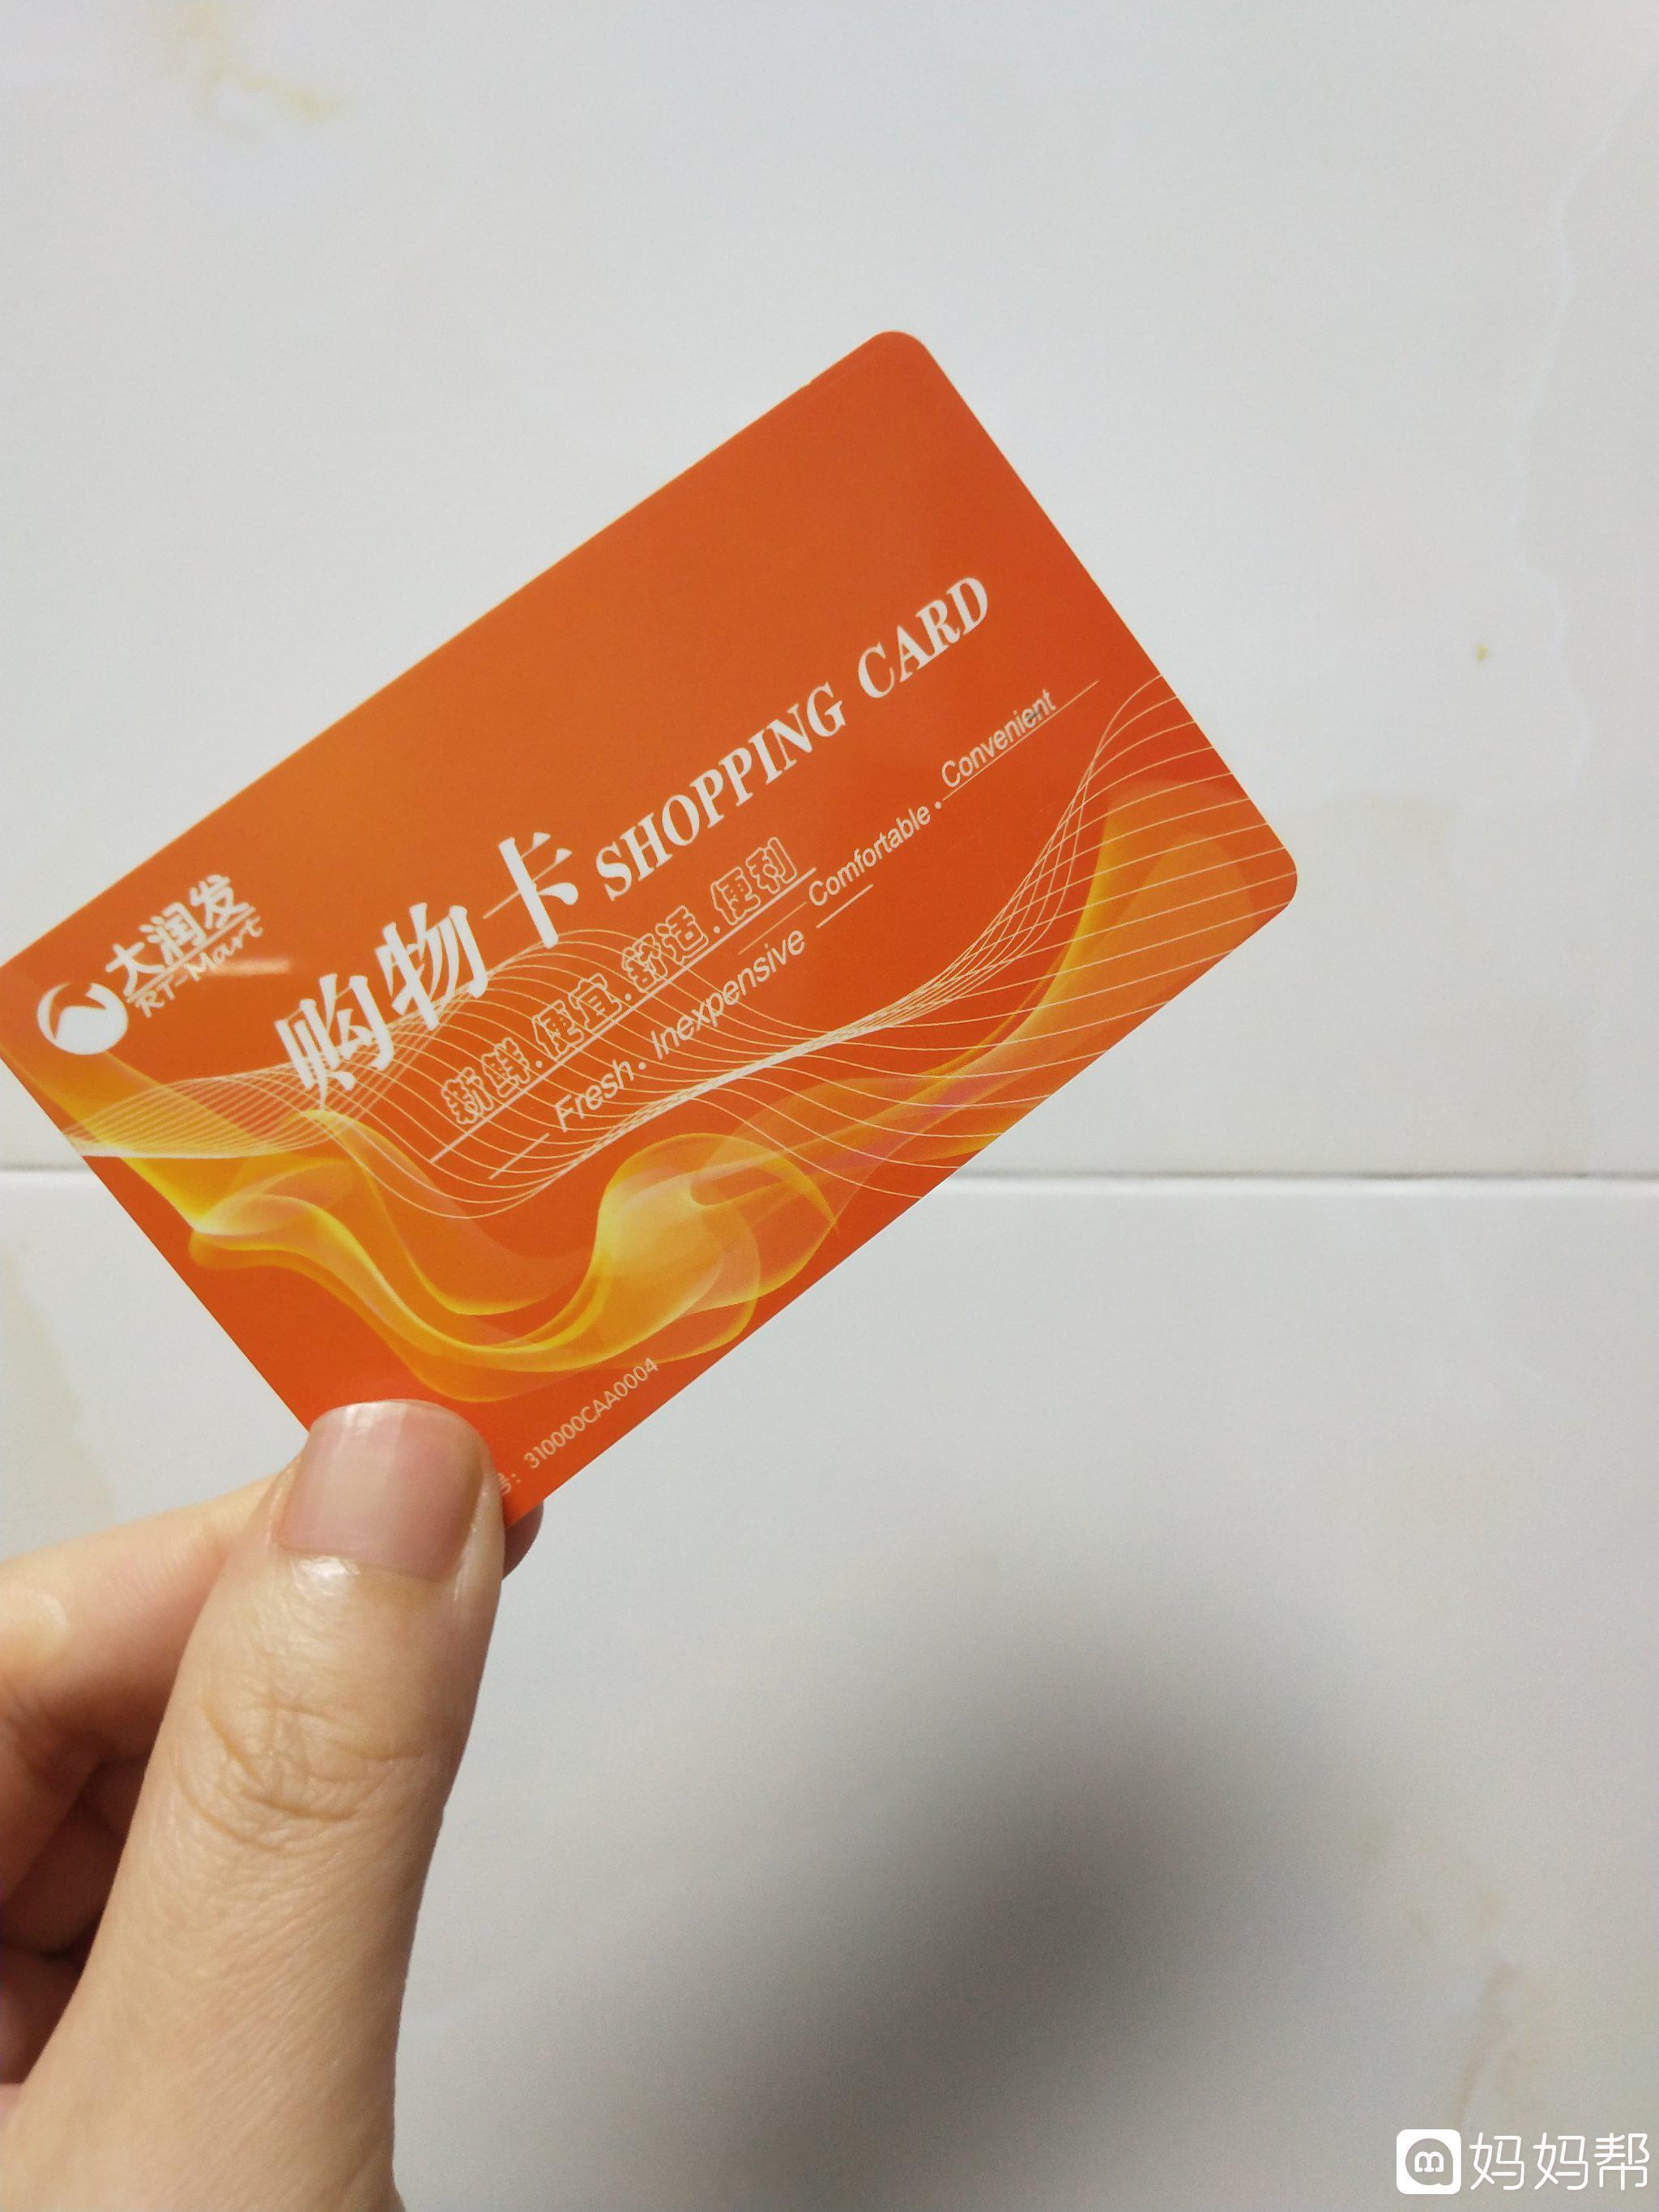 大润发
RT-Mart
购物卡 SHOPPING CARD
新鲜.便宜.舒适.便利
Fresh. Inexpensive
Comfortable. Convenient
号: 310000CAA0004
妈妈帮